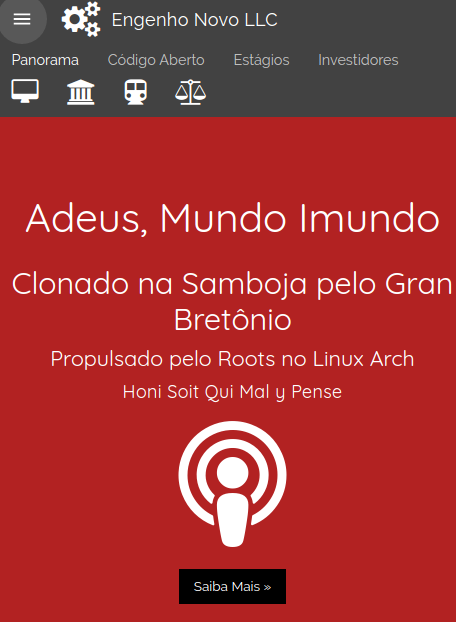 Engenho Novo LLC
Panorama Código Aberto Estágios Investidores
Adeus, Mundo Imundo
Clonado na Samboja pelo Gran
Bretônio
Propulsado pelo Roots no Linux Arch
Honi Soit Qui Mal y Pense
Saiba Mais »